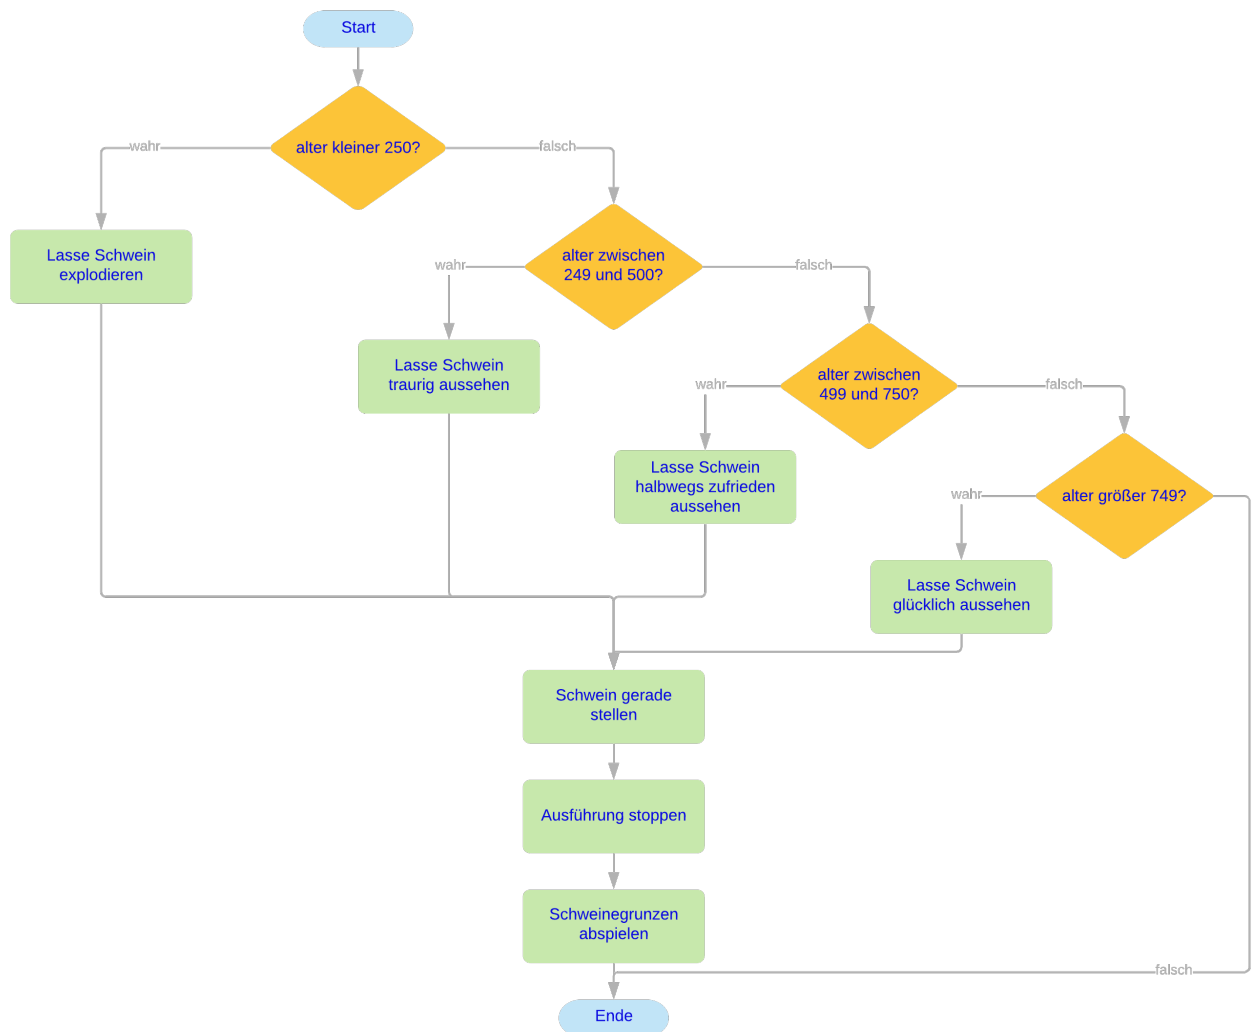 Start
alter kleiner 250?
wahr
falsch
Lasse Schwein
explodieren
alter zwischen
249 und 500?
wahr
falsch
Lasse Schwein
traurig aussehen
alter zwischen
499 und 750?
wahr
falsch
Lasse Schwein
halbwegs zufrieden
aussehen
alter größer 749?
wahr
Lasse Schwein
glücklich aussehen
Schwein gerade
stellen
Ausführung stoppen
Schweinegrunzen
abspielen
falsch
Ende